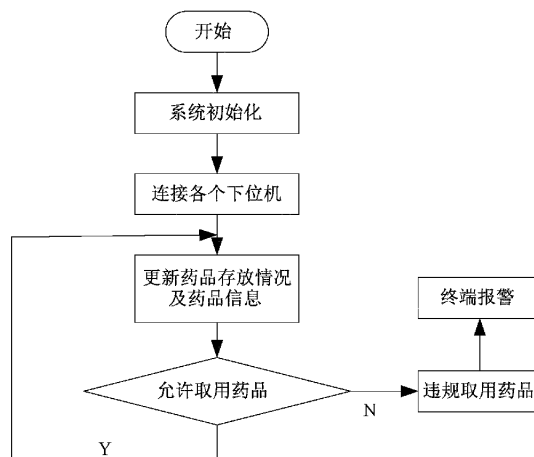 开始
系统初始化
连接各个下位机
更新药品存放情况
及药品信息
终端报警
允许取用药品
N
违规取用药品
Y